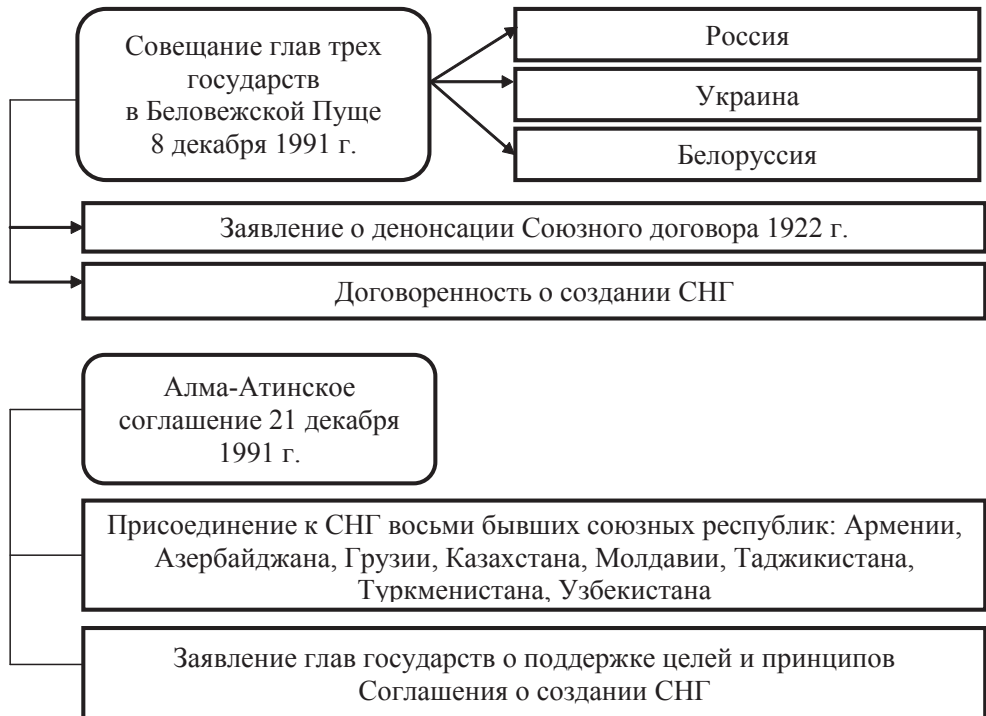 Совещание глав трех
государств
в Беловежской Пуще
8 декабря 1991 г.
Россия
Украина
Белоруссия
Заявление о денонсации Союзного договора 1922 г.
Договоренность о создании СНГ
Алма-Атинское
соглашение 21 декабря
1991 г.
Присоединение к СНГ восьми бывших союзных республик: Армении,
Азербайджана, Грузии, Казахстана, Молдавии, Таджикистана,
Туркменистана, Узбекистана
Заявление глав государств о поддержке целей и принципов
Соглашения о создании СНГ